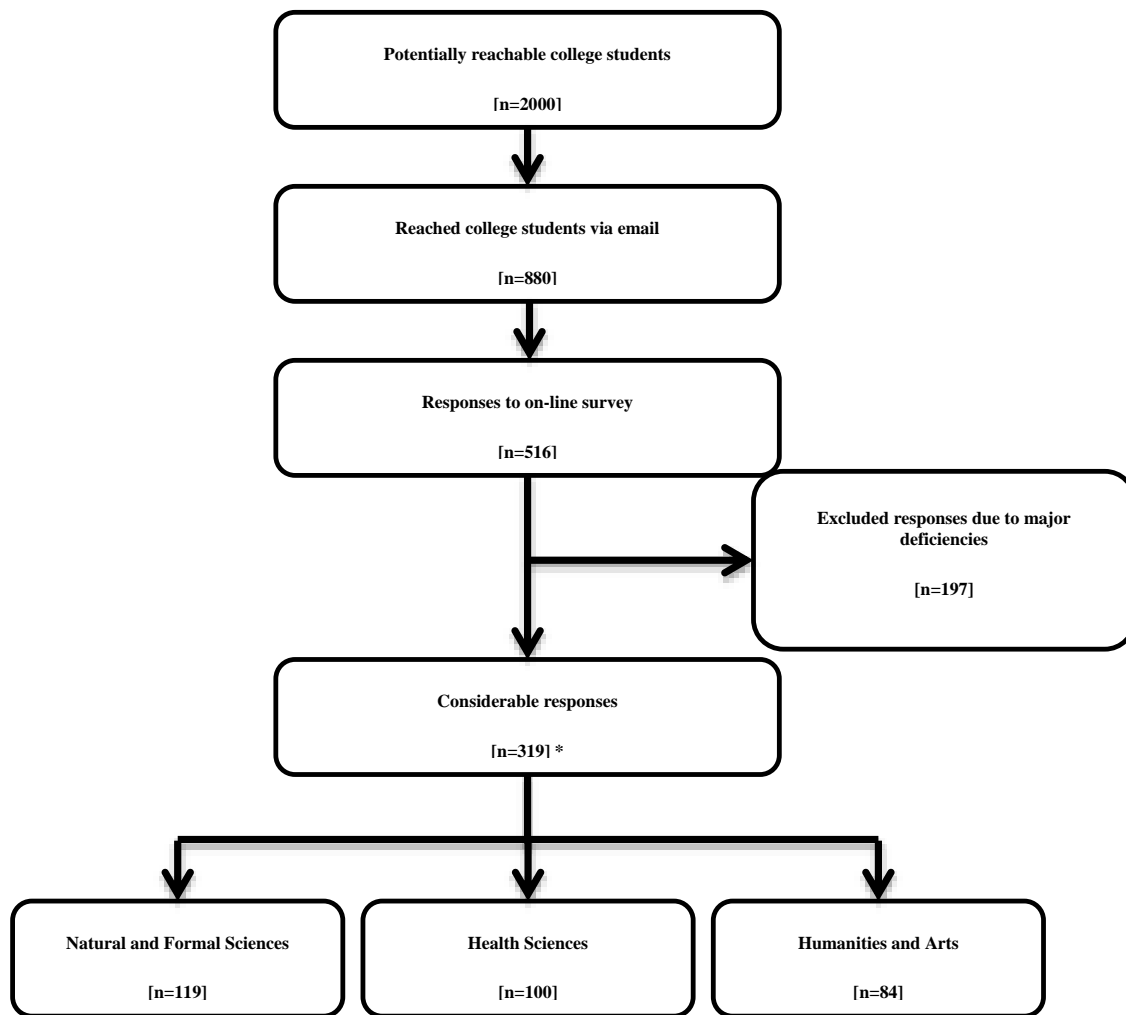 Potentially reachable college students
[n=2000]
Reached college students via email
[n=880]
Responses to on-line survey
[n=516]
Excluded responses due to major
deficiencies
[n=197]
Considerable responses
[n=319] *
Natural and Formal Sciences
[n=119]
Health Sciences
[n=100]
Humanities and Arts
[n=84]